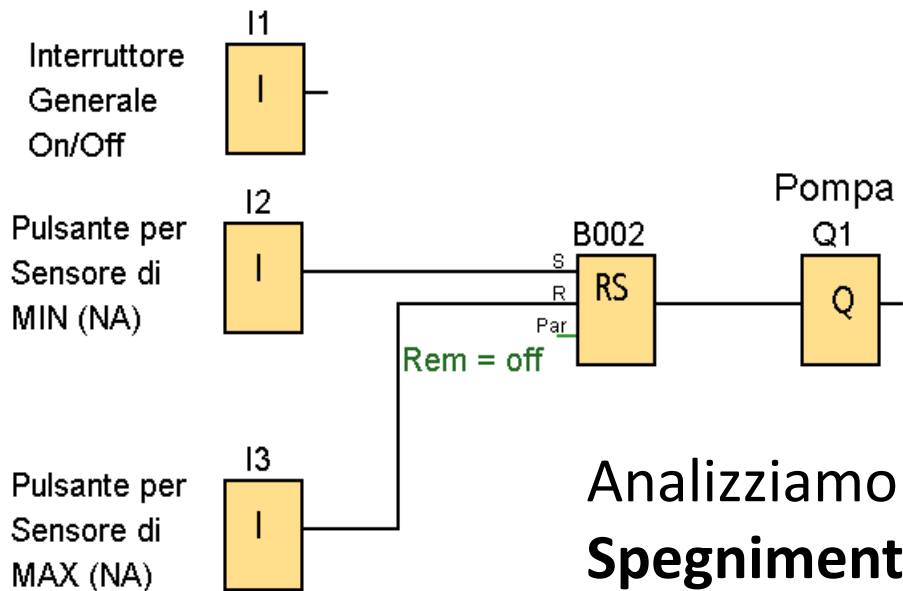 I1
Interruttore
Generale
On/Off
I
I2
Pulsante per
Sensore di
MIN (NA)
I
Pompa
B002
Q1
S
R
Par
RS
Q
Rem = off
I3
Pulsante per
Sensore di
MAX (NA)
I
Analizziamo
Spegniment